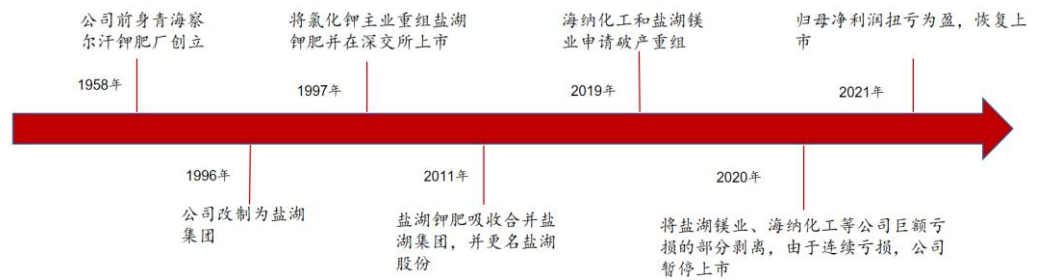 公司前身青海察
尔汗钾肥厂创立
1958年
将氯化钾主业重组盐湖
钾肥并在深交所上市
1997年
海纳化工和盐湖镁
业申请破产重组
2019年
归母净利润扭亏为盈，恢复上
市
2021年
1996年
公司改制为盐湖
集团
2011年
盐湖钾肥吸收合并盐
湖集团，并更名盐湖
股份
2020年
将盐湖镁业、海纳化工等公司巨额亏
损的部分剥离，由于连续亏损，公司
暂停上市